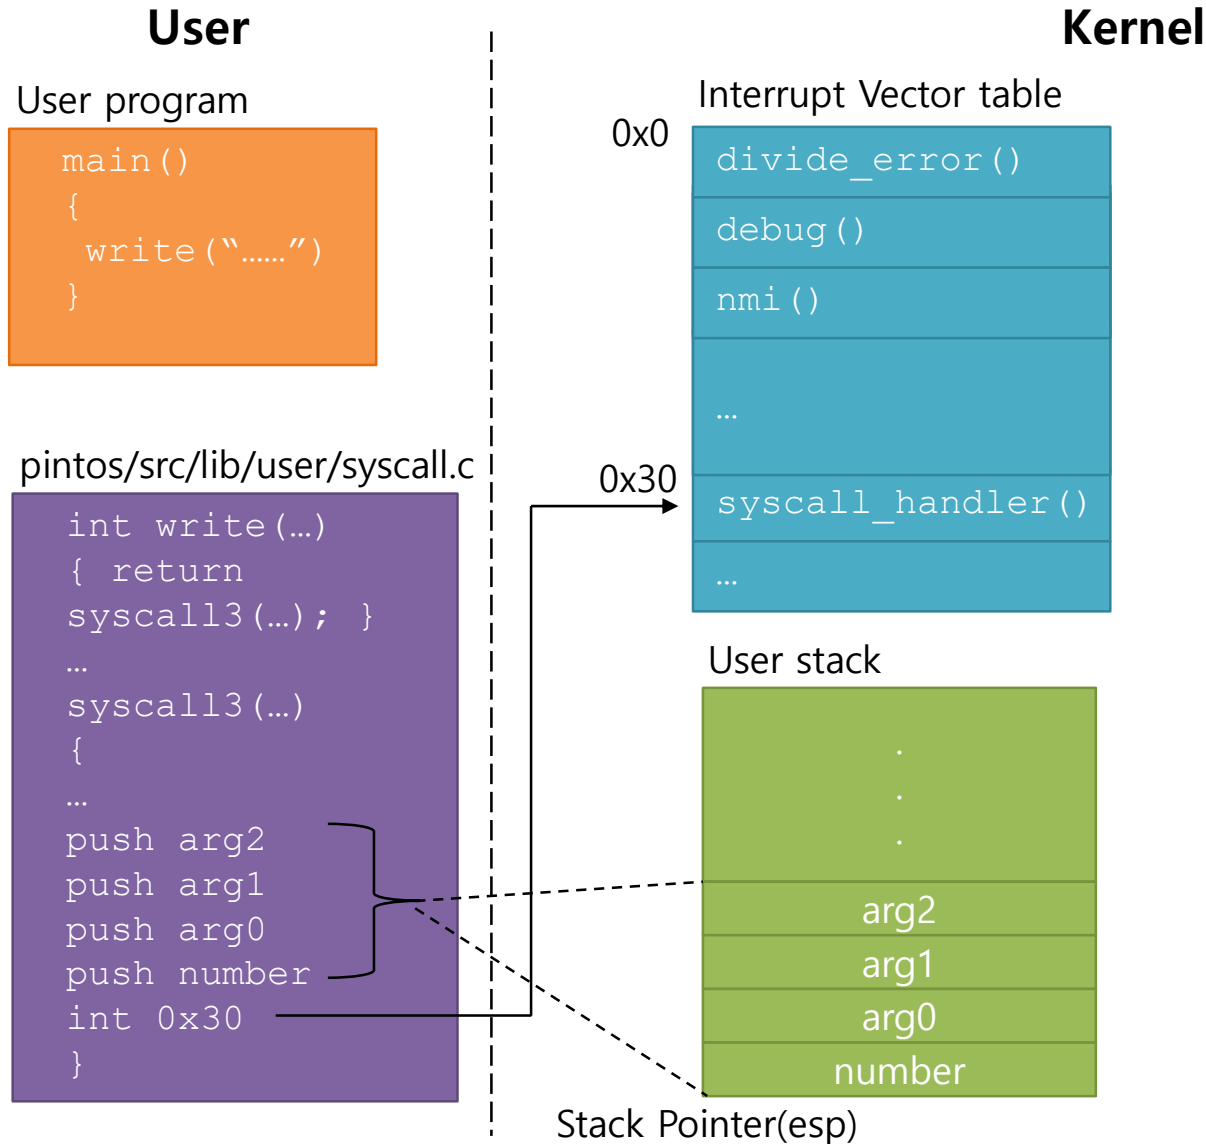 User
Kernel
User program
main()
{
write(“……”)
}
pintos/src/lib/user/syscall.c
int write(…)
{ return
syscall3(…); }
…
syscall3(…)
{
…
push arg2
push arg1
push arg0
push number
int 0x30
}
Interrupt Vector table
0x0
divide_error()
debug()
nmi()
…
0x30
syscall_handler()
…
User stack
.
.
.
arg2
arg1
arg0
number
Stack Pointer(esp)